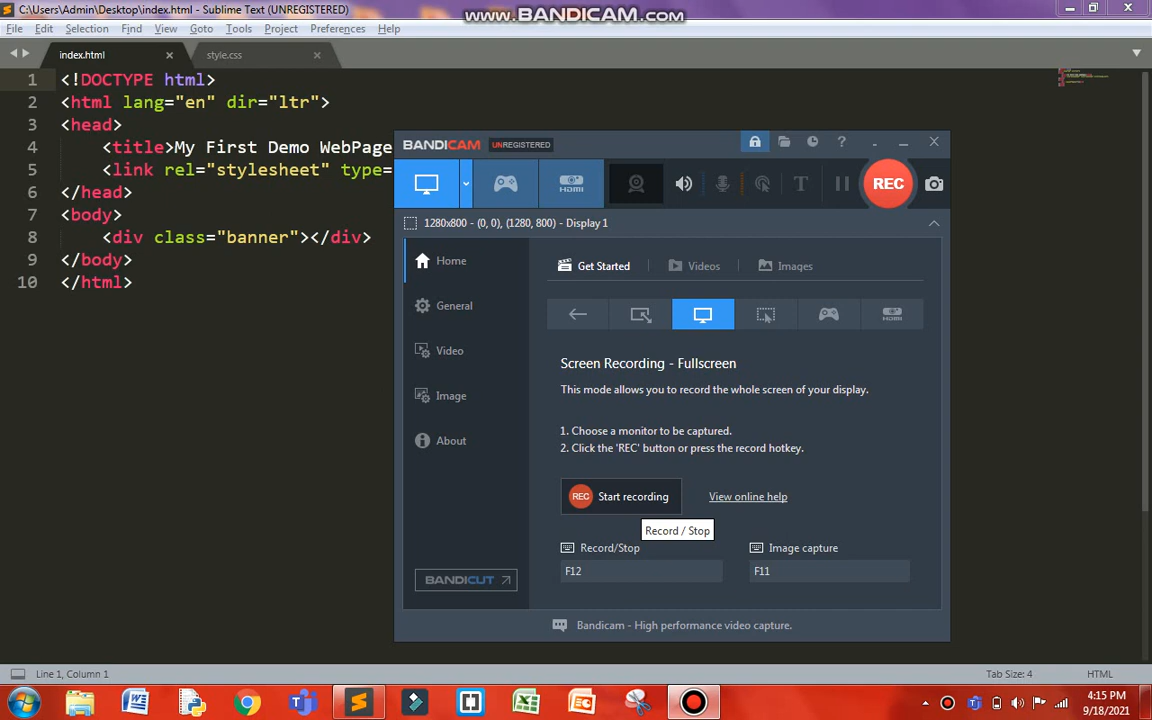 C:\Users\Admin\Desktop\index.html - Sublime Text (UNREGISTERED)
www.BANDICAM.com
File Edit Selection Find View Goto Tools Project Preferences Help
index.html × style.css ×
1 <!DOCTYPE html>
2 <html lang="en" dir="ltr">
3 <head>
4 <title>My First Demo WebPage
5 <link rel="stylesheet" type=
6 </head>
7 <body>
8 <div class="banner"></div>
9 </body>
10 </html>
BANDICAM UNREGISTERED
HDMI
T
REC
1280x800 - (0, 0), (1280, 800) - Display 1
Home
General
Video
Image
About
BANDICUT
Get Started Videos Images
Screen Recording - Fullscreen
This mode allows you to record the whole screen of your display.
1. Choose a monitor to be captured.
2. Click the 'REC' button or press the record hotkey.
REC Start recording View online help
Record / Stop
Record/Stop Image capture
F12 F11
Bandicam - High performance video capture.
Line 1, Column 1 Tab Size: 4 HTML
4:15 PM
9/18/2021